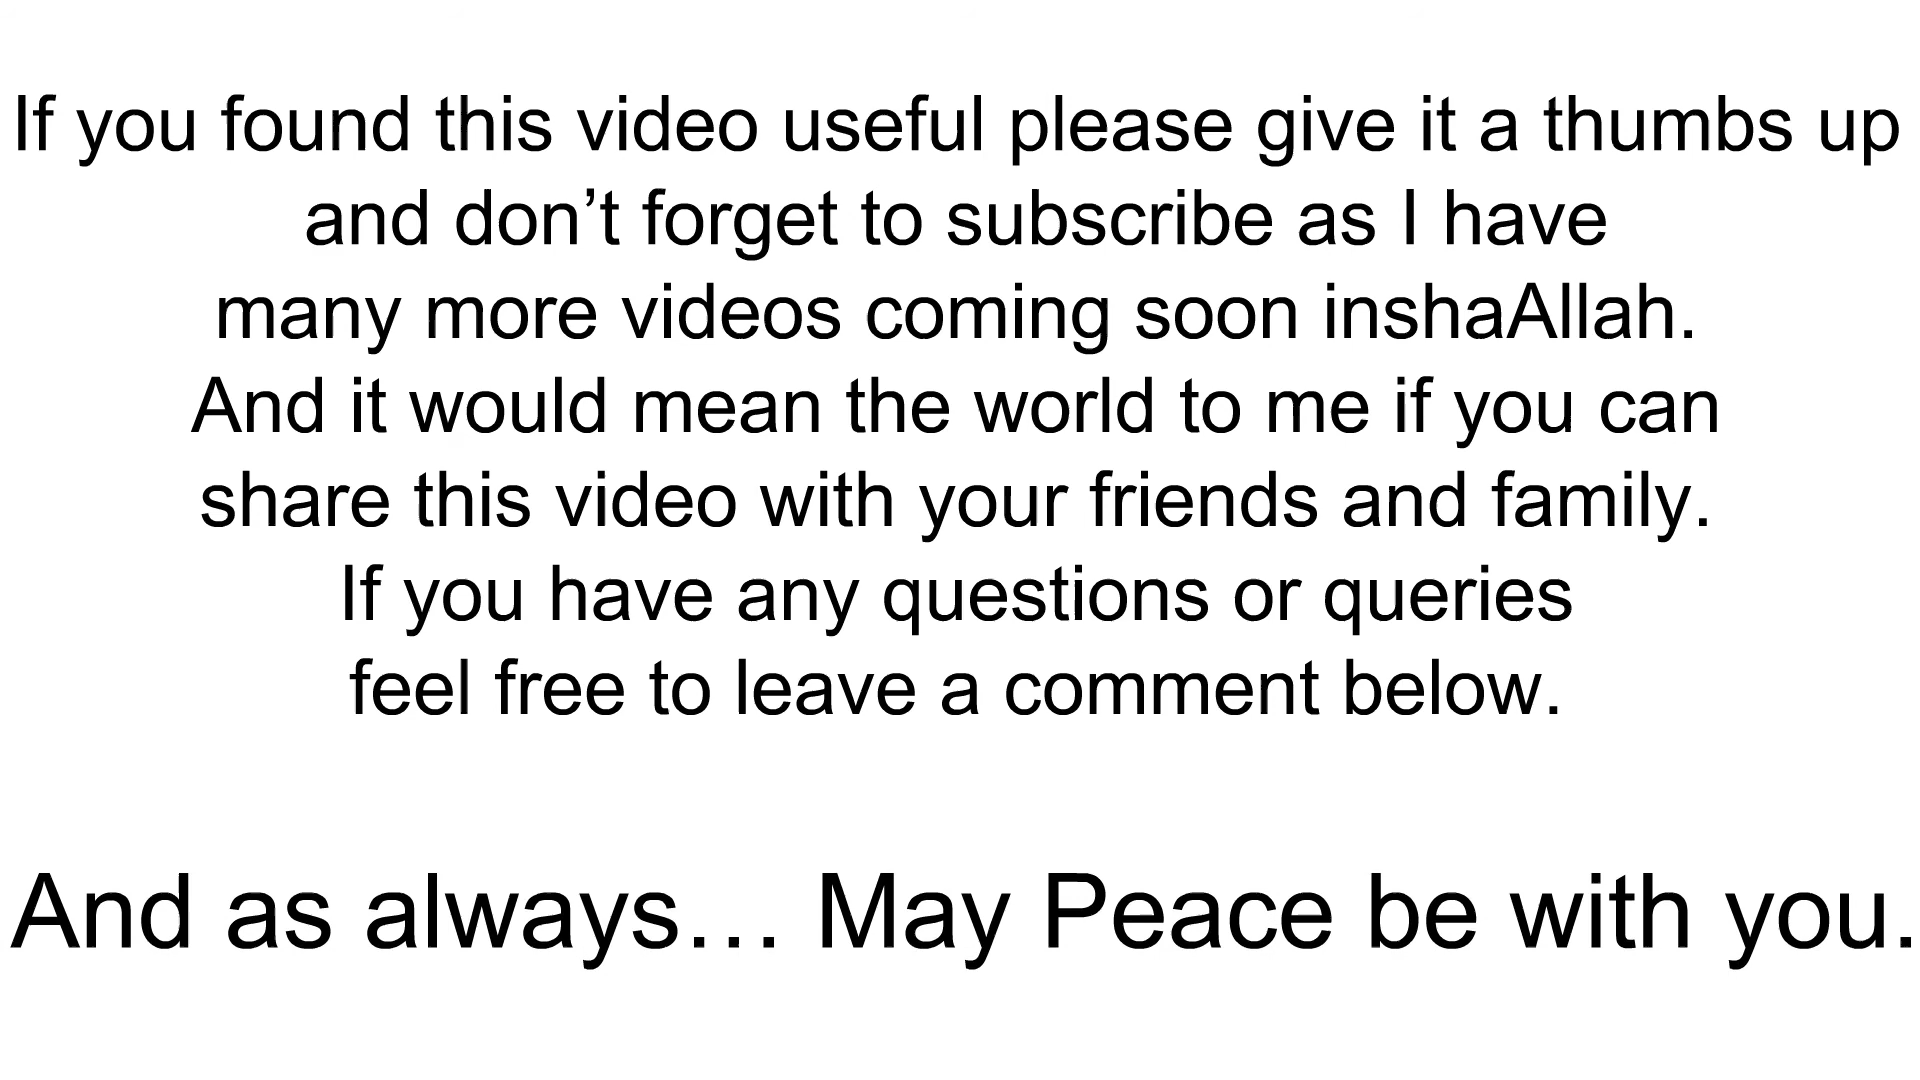 If you found this video useful please give it a thumbs up
and don’t forget to subscribe as I have
many more videos coming soon inshaAllah.
And it would mean the world to me if you can
share this video with your friends and family.
If you have any questions or queries
feel free to leave a comment below.
And as always… May Peace be with you.